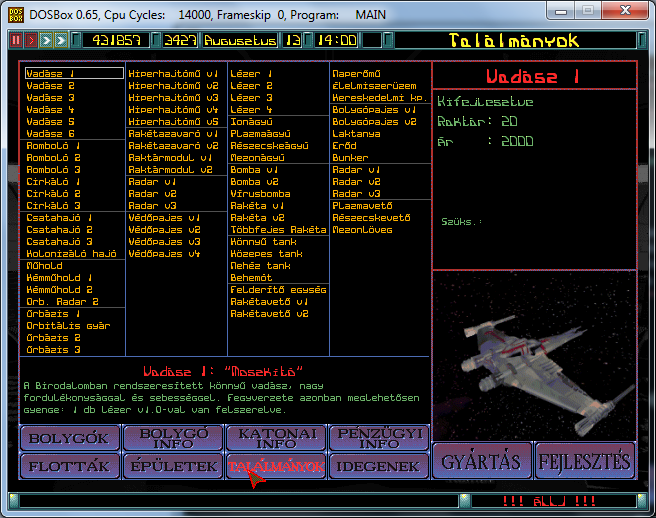 DOSBox 0.65, Cpu Cycles: 14000, Frameskip 0, Program: MAIN
431857 3427 Augusztus 13 14:00 Találmányok
Vadász 1
Vadász 2
Vadász 3
Vadász 4
Vadász 5
Vadász 6
Romboló 1
Romboló 2
Cirkáló 1
Cirkáló 2
Cirkáló 3
Csatahajó 1
Csatahajó 2
Csatahajó 3
Kolonizáló hajó
Műhold
Kémműhold 1
Kémműhold 2
Orb. Radar 2
Űrbázis 1
Orbitális gyár
Űrbázis 2
Űrbázis 3
Hiperhajtómű v1
Hiperhajtómű v2
Hiperhajtómű v3
Hiperhajtómű v4
Hiperhajtómű v5
Rakétazavaró v1
Rakétazavaró v2
Raktármodul v1
Raktármodul v2
Radar v1
Radar v2
Radar v3
Védőpajzs v1
Védőpajzs v2
Védőpajzs v3
Védőpajzs v4
Lézer 1
Lézer 2
Lézer 3
Lézer 4
Ionágyú
Plazmaágyú
Részecskeágyú
Mezonágyú
Bomba v1
Bomba v2
Vírusbomba
Rakéta v1
Rakéta v2
Többfejes Rakéta
Könnyű tank
Közepes tank
Nehéz tank
Behemót
Felderítő egység
Rakétavető v1
Rakétavető v2
Naperőmű
Élelmiszerüzem
Kereskedelmi kp.
Bolygópajzs v1
Bolygópajzs v2
Laktanya
Erőd
Bunker
Radar v1
Radar v2
Radar v3
Plazmavető
Részecskevető
Mezonlöveg
Vadász 1
Kifejlesztve
Raktár: 20
Ár : 2000
Szüks.:
Vadász 1: "Moszkitó"
A Birodalomban rendszeresített könnyű vadász, nagy
fordulékonysággal és sebességgel. Fegyverzete azonban meglehetősen
gyenge: 1 db Lézer v1.0-val van felszerelve.
BOLYGÓK
BOLYGÓ INFO
KATONAI INFO
PÉNZÜGYI INFO
FLOTTÁK
ÉPÜLETEK
TALÁLMÁNYOK
IDEGENEK
GYÁRTÁS
FEJLESZTÉS
!!! ÁLLJ !!!